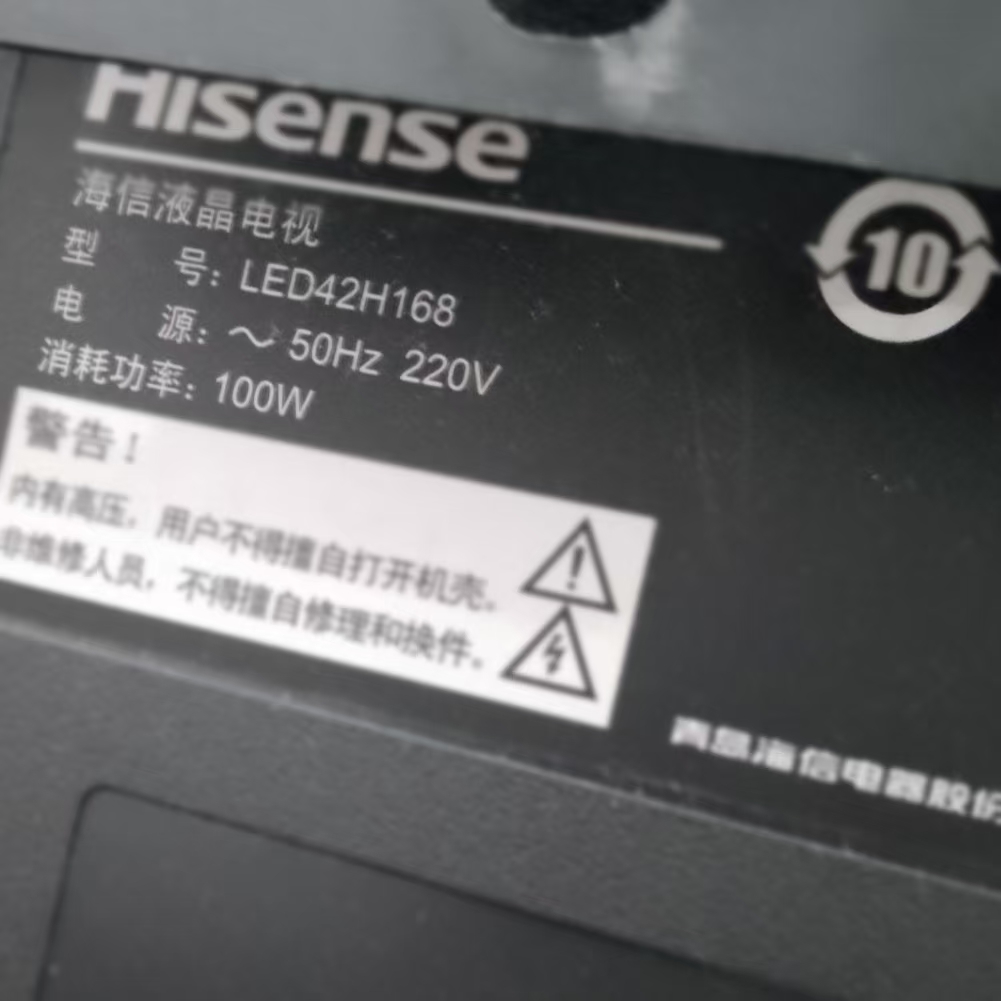 Hisense
海信液晶电视
型 号: LED42H168
电 源: ～ 50Hz 220V
消耗功率: 100W
10
警告!
内有高压，用户不得擅自打开机壳。
非维修人员，不得擅自修理和换件。
青岛海信电器股份